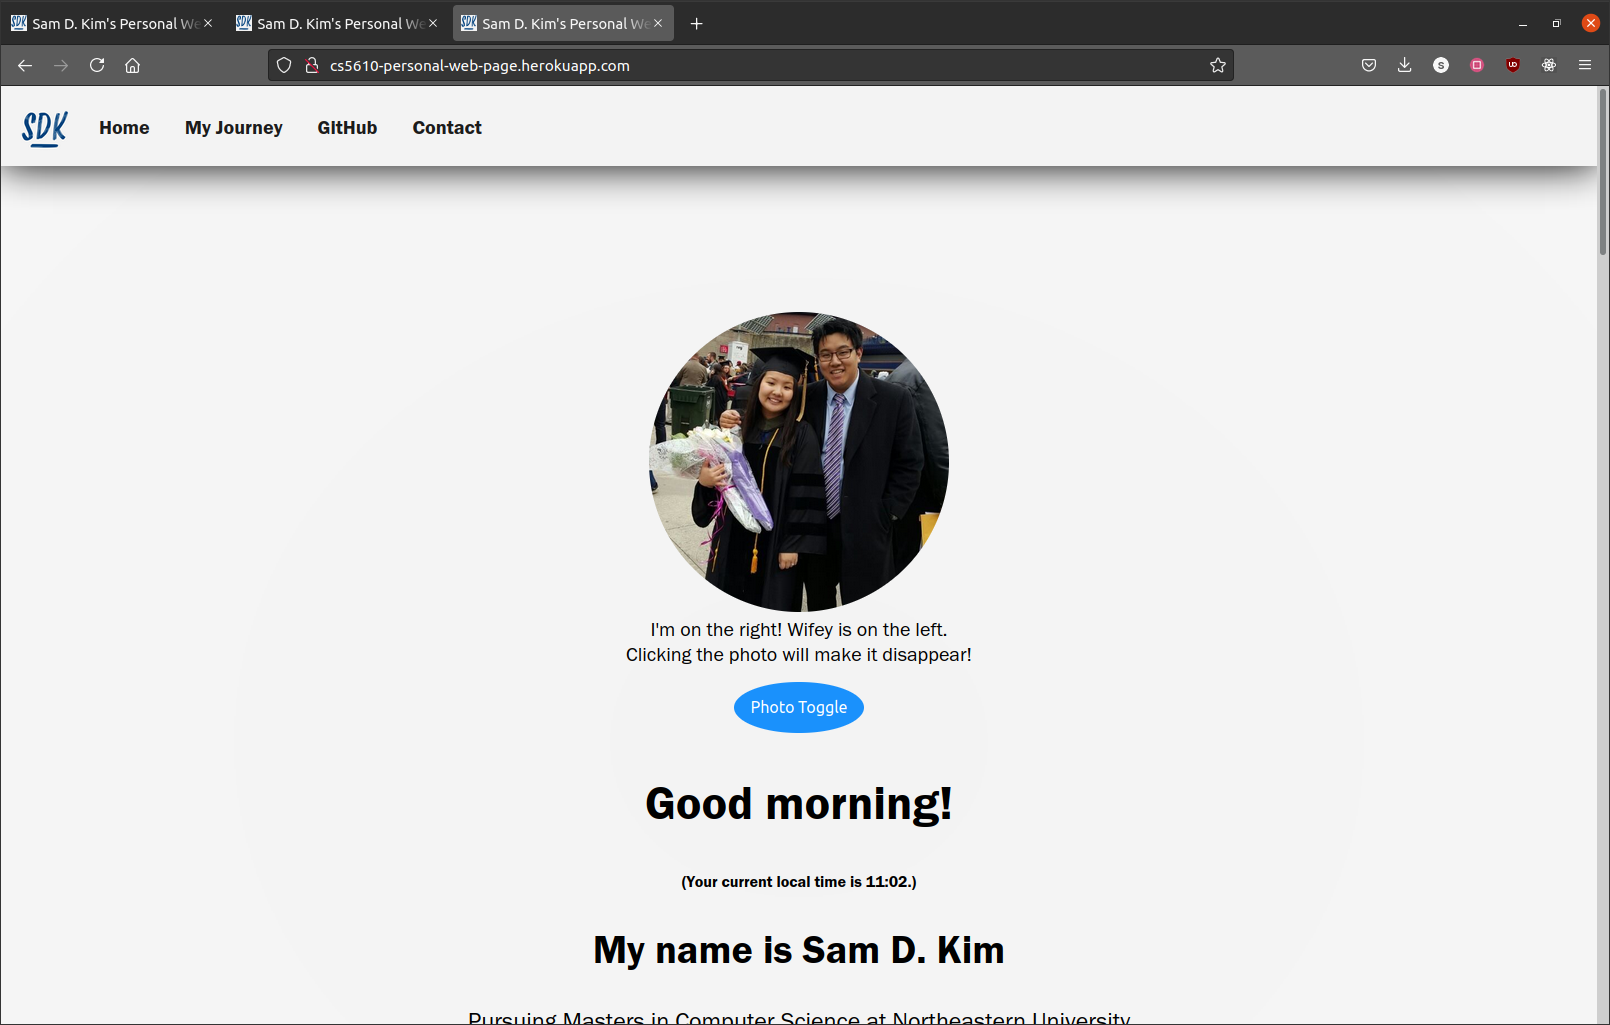 Sam D. Kim's Personal We
Sam D. Kim's Personal We
Sam D. Kim's Personal We
cs5610-personal-web-page.herokuapp.com
SDK
Home
My Journey
GitHub
Contact
I'm on the right! Wifey is on the left.
Clicking the photo will make it disappear!
Photo Toggle
Good morning!
(Your current local time is 11:02.)
My name is Sam D. Kim
Pursuing Masters in Computer Science at Northeastern University